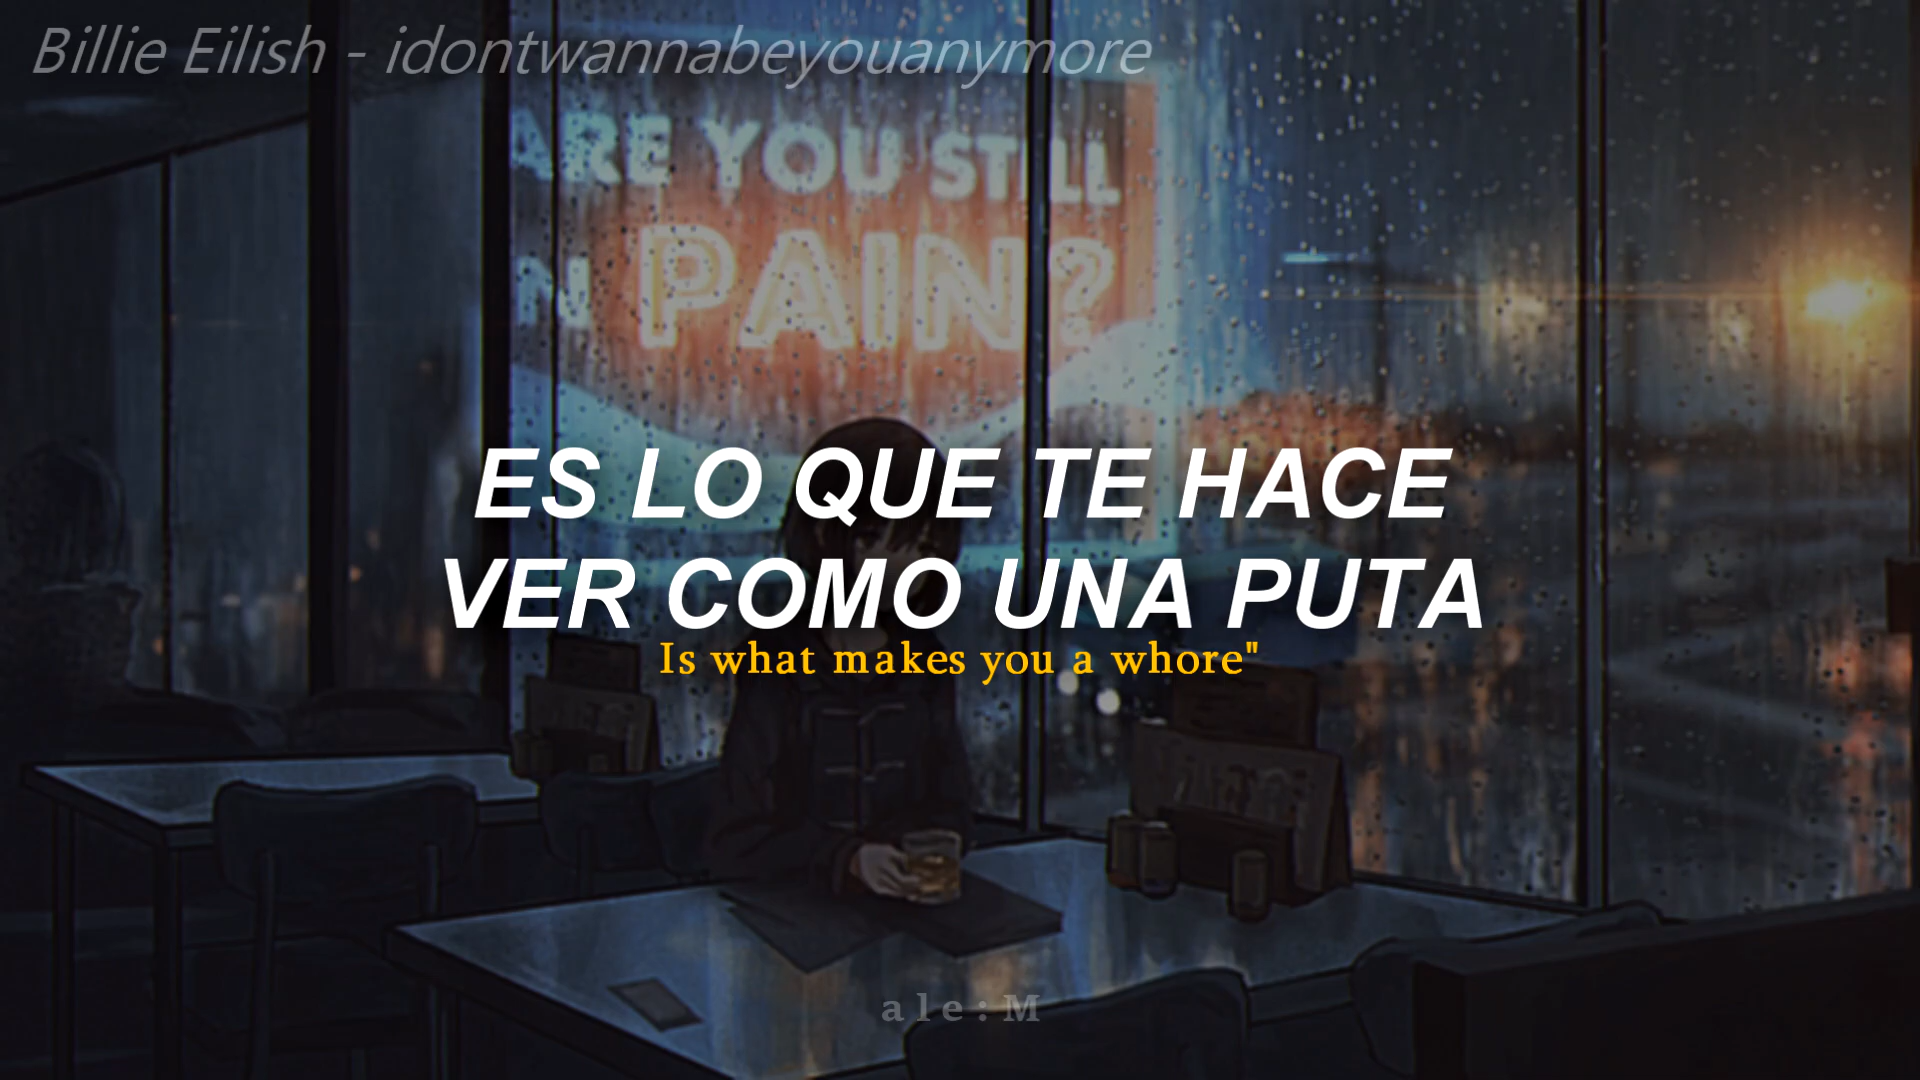 Billie Eilish - idontwannabeyouanymore
ARE YOU STILL
IN PAIN?
ES LO QUE TE HACE
VER COMO UNA PUTA
Is what makes you a whore"
ale:M